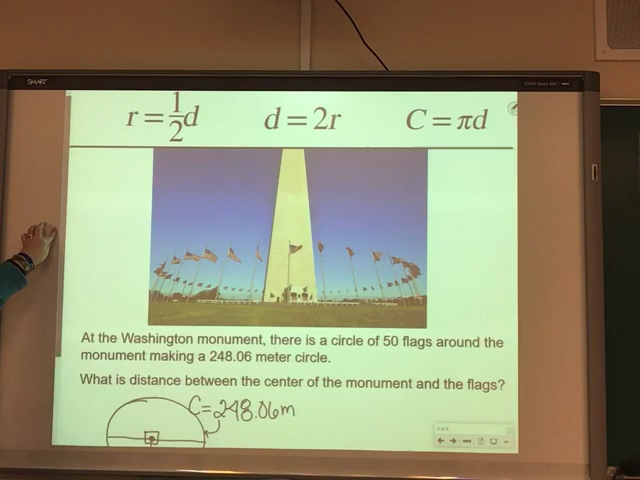 SMART
r = 1/2 d d = 2r C = πd
At the Washington monument, there is a circle of 50 flags around the
monument making a 248.06 meter circle.
What is distance between the center of the monument and the flags?
C = 248.06m